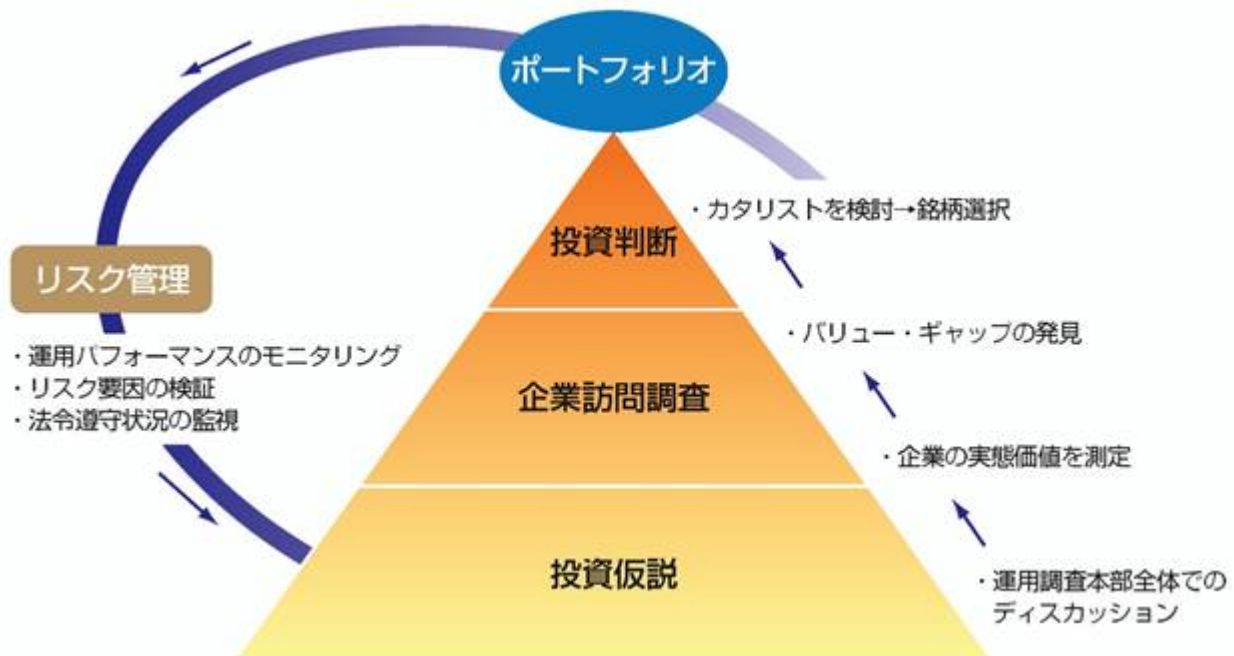 ポートフォリオ
・カタリストを検討→銘柄選択
投資判断
リスク管理
・バリュー・ギャップの発見
・運用パフォーマンスのモニタリング
・リスク要因の検証
・法令遵守状況の監視
企業訪問調査
・企業の実態価値を測定
投資仮説
・運用調査本部全体での
ディスカッション